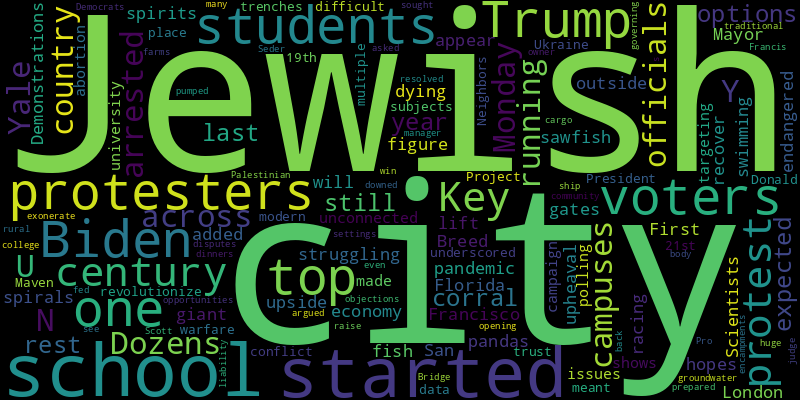 Jewish
city
school
started
students
Trump
protesters
voters
Biden
century
one
top
Key
across
protest
campuses
officials
running
Monday
arrested
country
Yale
Demonstrations
abortion
university
spirits
place
trenches
difficult
many
sought
Democrats
traditional
Francis
governing
options
Mayor
appear
Ukraine
outside
owner
asked
resolved
farms
Seder
19th
multiple
pumped
last
dying
subjects
year
figure
manager
cargo
Neighbors
sawfish
targeting
recover
swimming
Y
endangered
Donald
President
ship
Project
win
Palestinian
downed
community
exonerate
will
still
unconnected
gates
First
added
modern
lift
Breed
underscored
disputes
settings
rural
college
U
Maven
dinners
struggling
pandemic
Florida
campaign
upheaval
polling
21st
body
Scientists
expected
spirals
fed
revolutionize
opportunities
even
made
upside
objections
corral
N
see
Scott
giant
argued
economy
Francisco
racing
back
Pro
encampments
huge
judge
rest
Dozens
warfare
raise
opening
pandas
liability
conflict
fish
San
trust
issues
shows
hopes
groundwater
meant
Bridge
data
prepared
London